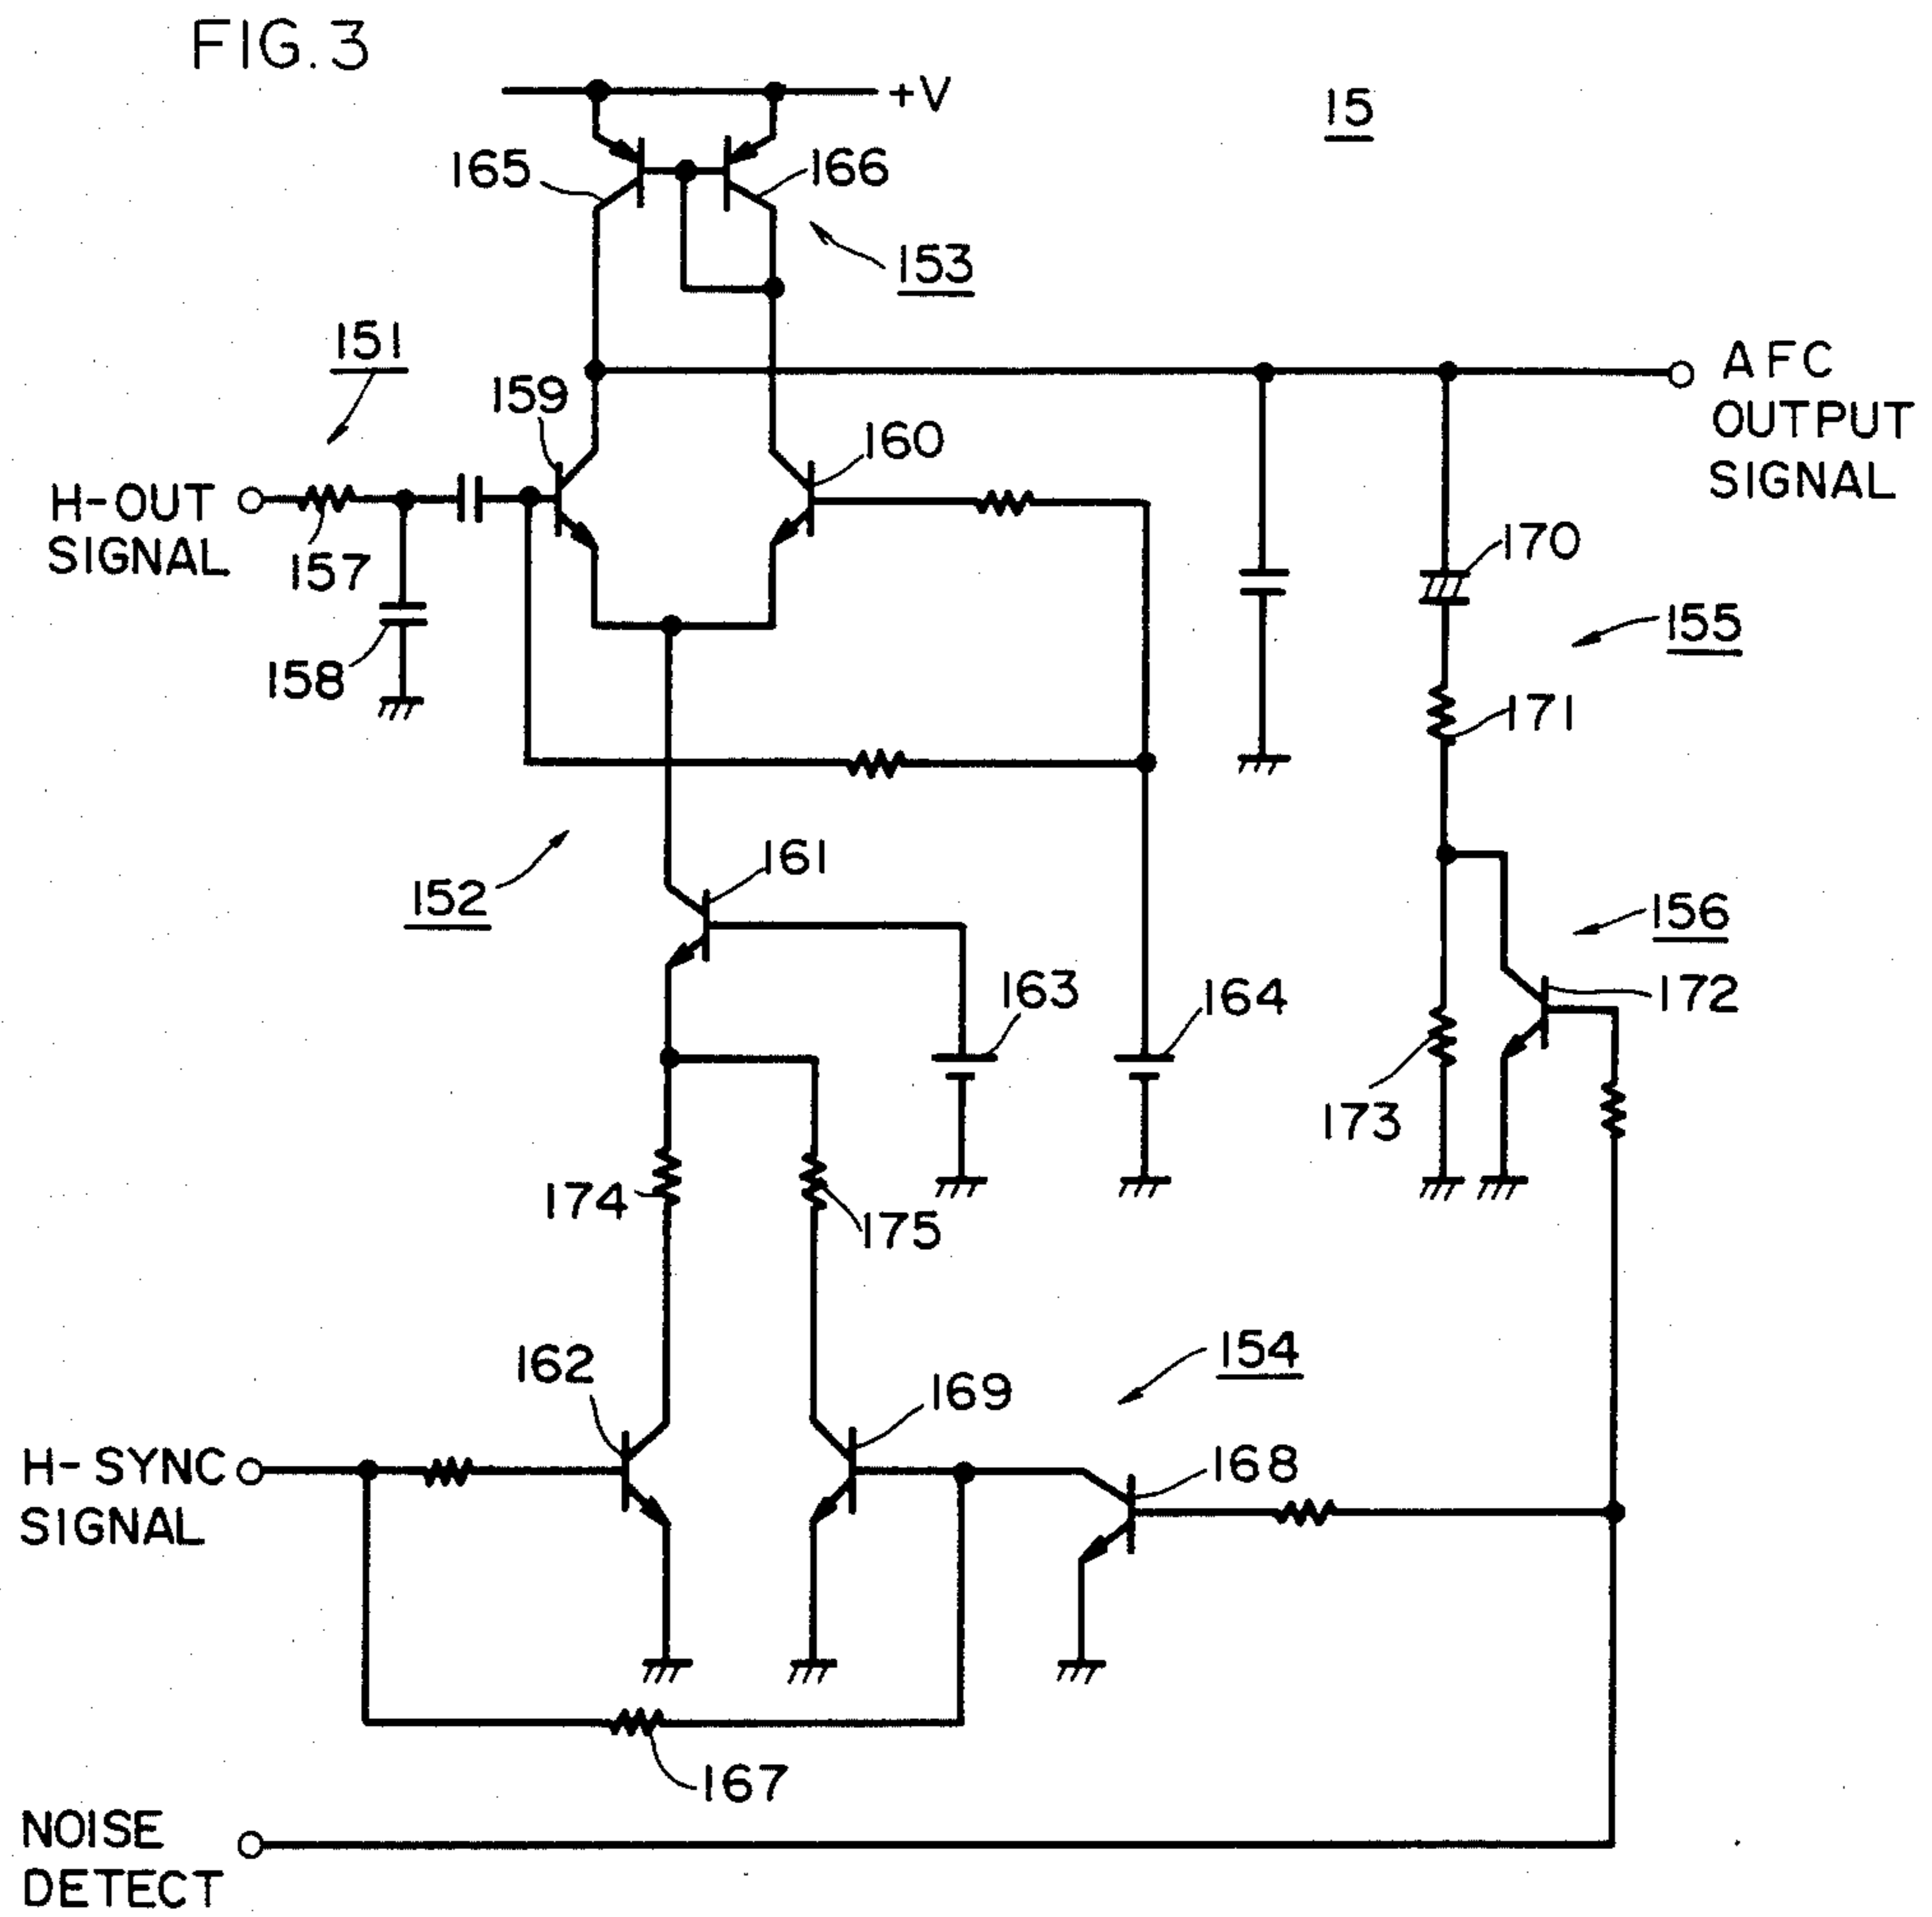 FIG. 3
+V
15
165
166
153
151
159
160
AFC
OUTPUT
SIGNAL
H-OUT
SIGNAL
157
158
170
155
171
152
161
156
163
164
172
173
174
175
162
169
154
H-SYNC
SIGNAL
168
167
NOISE
DETECT